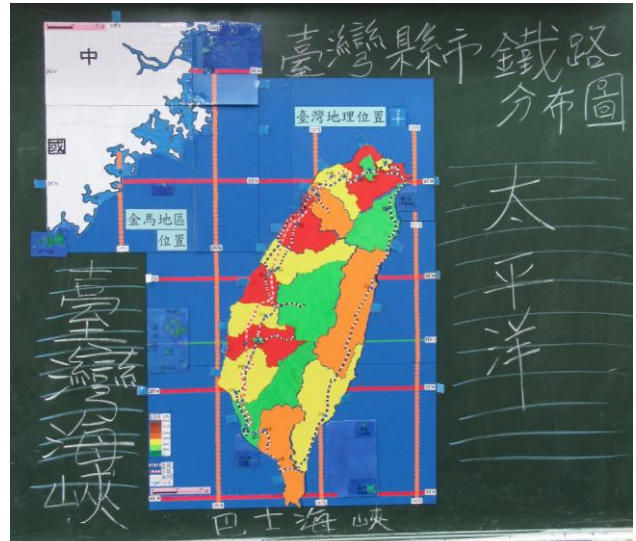 臺灣縣市鐵路
分布圖
中
國
臺灣地理位置
金馬地區
位置
臺灣海峽
太平洋
巴士海峽